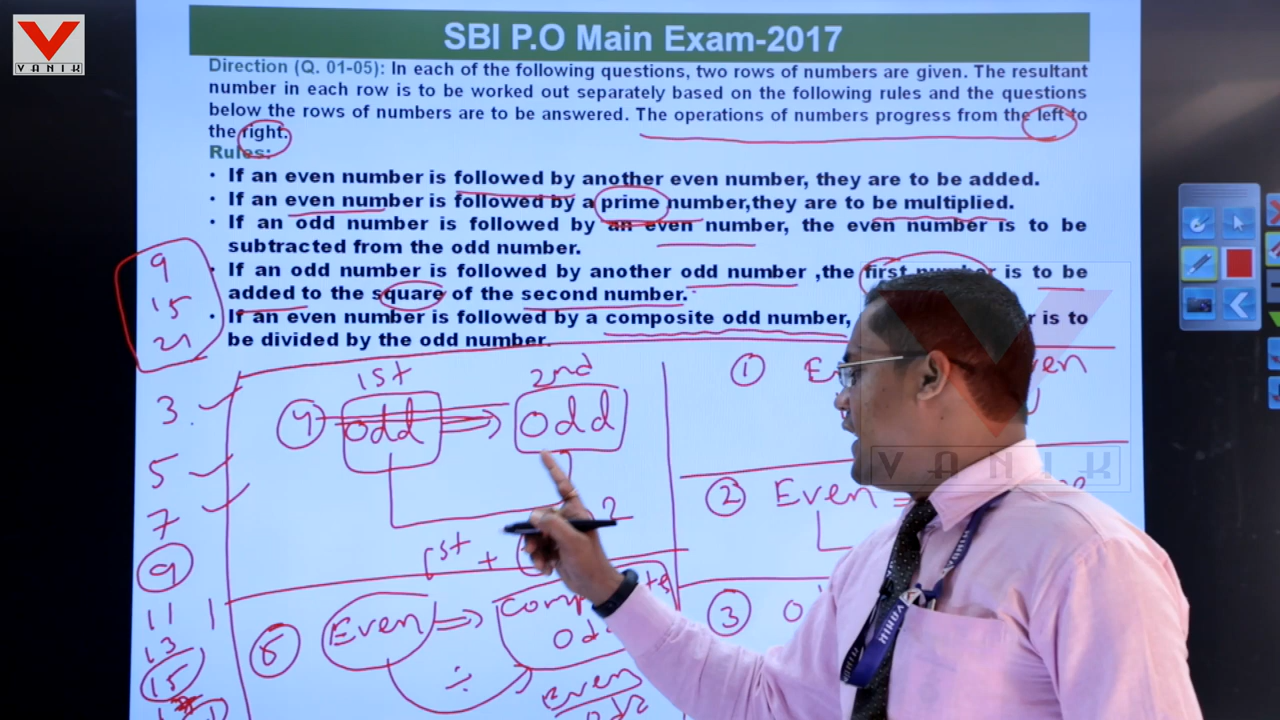 VANIK
SBI P.O Main Exam-2017
Direction (Q. 01-05): In each of the following questions, two rows of numbers are given. The resultant
number in each row is to be worked out separately based on the following rules and the questions
below the rows of numbers are to be answered. The operations of numbers progress from the left to
the right.
Rules:
· If an even number is followed by another even number, they are to be added.
· If an even number is followed by a prime number,they are to be multiplied.
· If an odd number is followed by an even number, the even number is to be
subtracted from the odd number.
· If an odd number is followed by another odd number ,the first number is to be
added to the square of the second number.
· If an even number is followed by a composite odd number, is to
be divided by the odd number.
9
15
21
3
5
7
9
11
13
15
1st 2nd
4 odd ⇒ odd
1st + 2
5 Even ⇒
÷
even
1
2 Even =
3
VANIK
VANIK